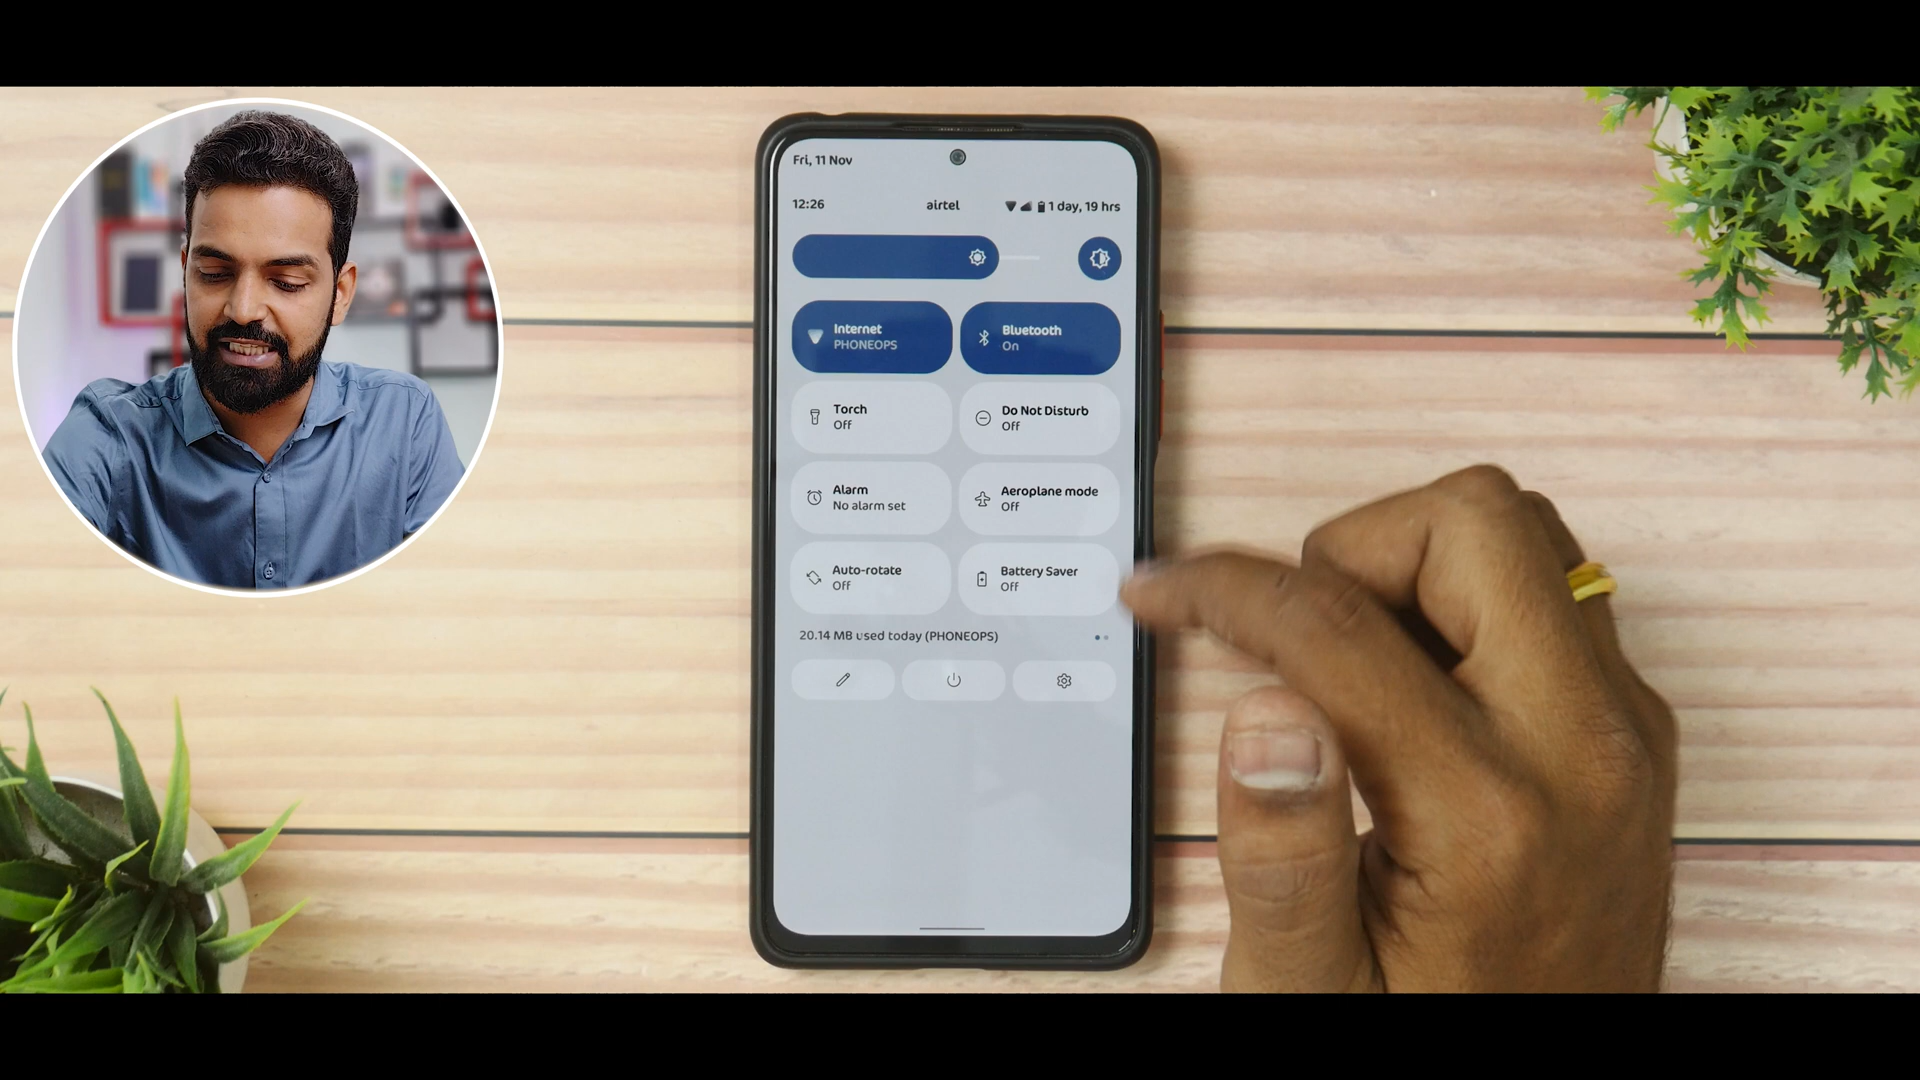 Fri, 11 Nov
12:26
airtel
1 day, 19 hrs
Internet
PHONEOPS
Bluetooth
On
Torch
Off
Do Not Disturb
Off
Alarm
No alarm set
Aeroplane mode
Off
Auto-rotate
Off
Battery Saver
Off
20.14 MB used today (PHONEOPS)